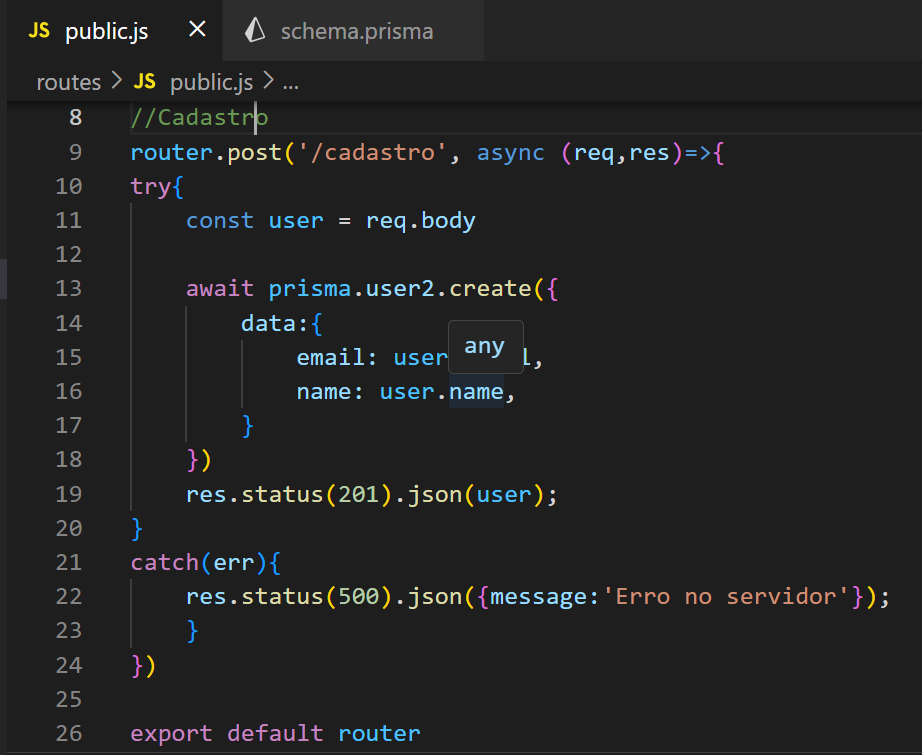 JS public.js × schema.prisma
routes > JS public.js > ...
8 //Cadastro
9 router.post('/cadastro', async (req,res)=>{
10 try{
11 const user = req.body
12
13 await prisma.user2.create({
14 data:{
any
15 email: user l,
16 name: user.name,
17 }
18 })
19 res.status(201).json(user);
20 }
21 catch(err){
22 res.status(500).json({message:'Erro no servidor'});
23 }
24 })
25
26 export default router